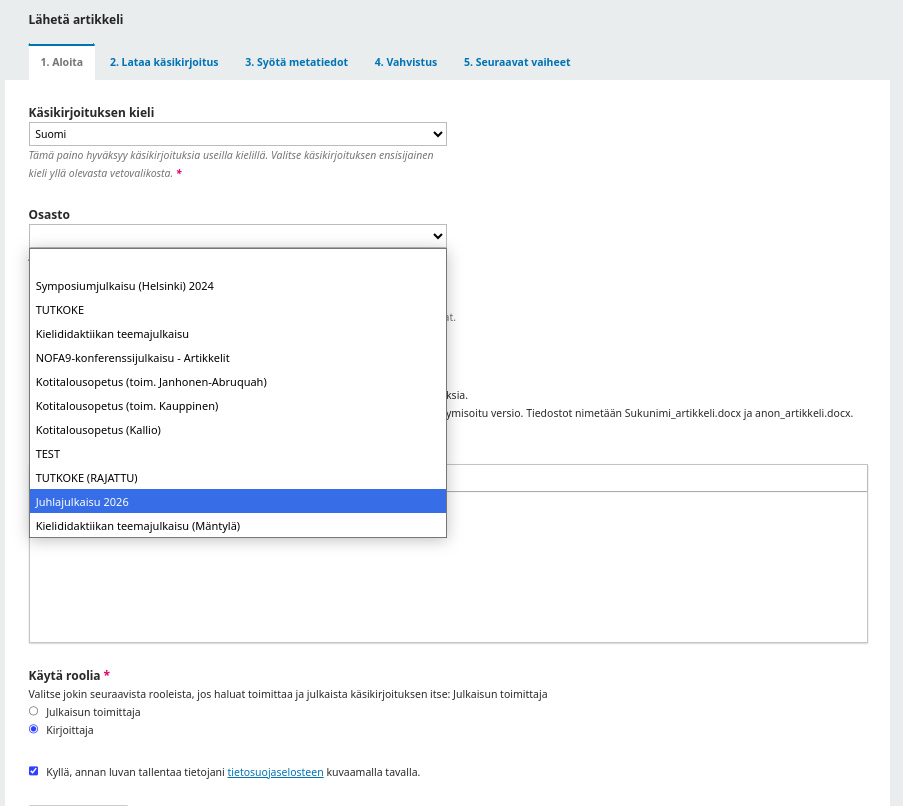 Lähetä artikkeli
1. Aloita 2. Lataa käsikirjoitus 3. Syötä metatiedot 4. Vahvistus 5. Seuraavat vaiheet
Käsikirjoituksen kieli
Suomi
Tämä paino hyväksyy käsikirjoituksia useilla kielillä. Valitse käsikirjoituksen ensisijainen
kieli yllä olevasta vetovalikosta. *
Osasto
Symposiumjulkaisu (Helsinki) 2024
TUTKOKE
at.
Kielididaktiikan teemajulkaisu
NOFA9-konferenssijulkaisu - Artikkelit
Kotitalousopetus (toim. Janhonen-Abruquah)
ksia.
Kotitalousopetus (toim. Kauppinen)
ymisoitu versio. Tiedostot nimetään Sukunimi_artikkeli.docx ja anon_artikkeli.docx.
Kotitalousopetus (Kallio)
TEST
TUTKOKE (RAJATTU)
Juhlajulkaisu 2026
Kielididaktiikan teemajulkaisu (Mäntylä)
Käytä roolia *
Valitse jokin seuraavista rooleista, jos haluat toimittaa ja julkaista käsikirjoituksen itse: Julkaisun toimittaja
Julkaisun toimittaja
Kirjoittaja
Kyllä, annan luvan tallentaa tietojani tietosuojaselosteen kuvaamalla tavalla.